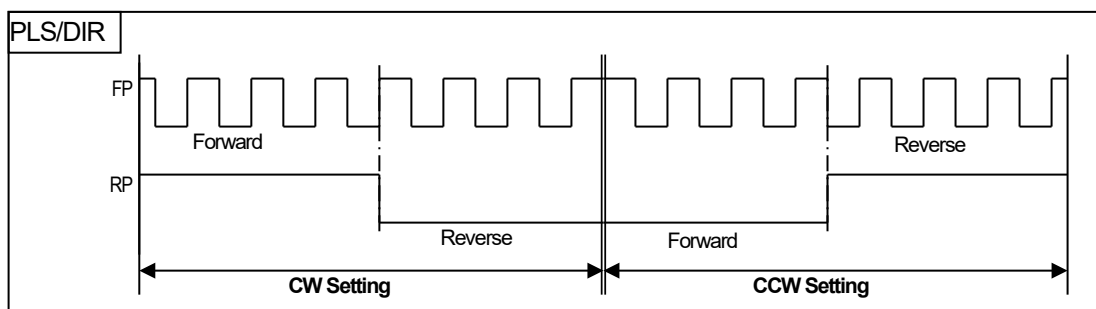 PLS/DIR
FP
Forward
Reverse
RP
Reverse
Forward
CW Setting
CCW Setting